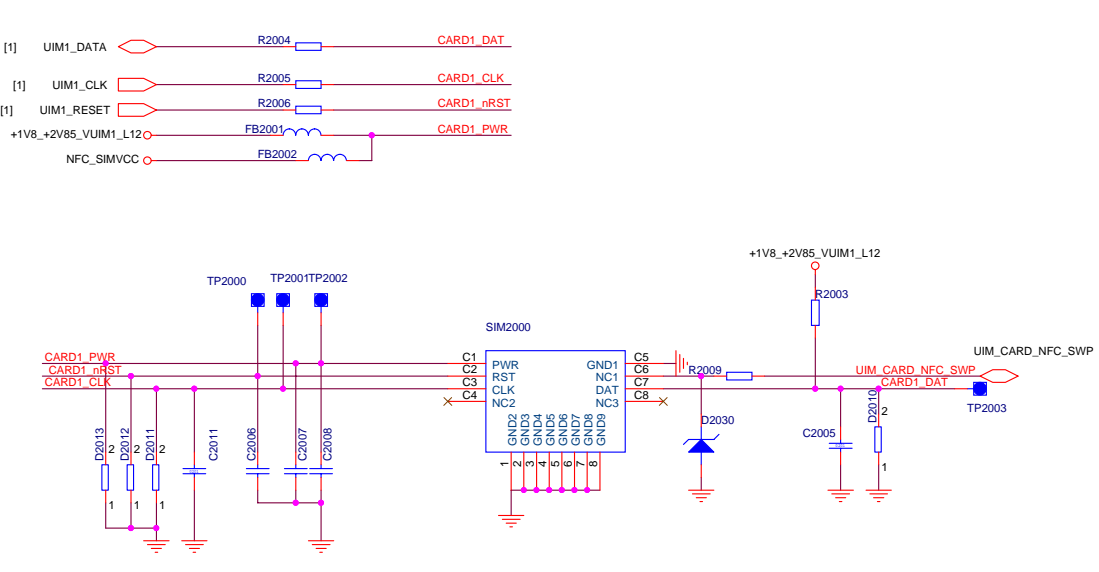 [1] UIM1_DATA R2004 CARD1_DAT
[1] UIM1_CLK R2005 CARD1_CLK
[1] UIM1_RESET R2006 CARD1_nRST
+1V8_+2V85_VUIM1_L12 FB2001 CARD1_PWR
NFC_SIMVCC FB2002
+1V8_+2V85_VUIM1_L12
TP2000 TP2001 TP2002
R2003
SIM2000
UIM_CARD_NFC_SWP
CARD1_PWR C1 PWR GND1 C5
CARD1_nRST C2 RST NC1 C6 R2009 UIM_CARD_NFC_SWP
CARD1_CLK C3 CLK DAT C7 CARD1_DAT
C4 NC2 NC3 C8
TP2003
D2013 2 1
D2012 2 1
D2011 2 1
C2011
C2006
C2007
C2008
GND2 GND3 GND4 GND5 GND6 GND7 GND8 GND9
1 2 3 4 5 6 7 8
D2030
C2005
D2010 2 1